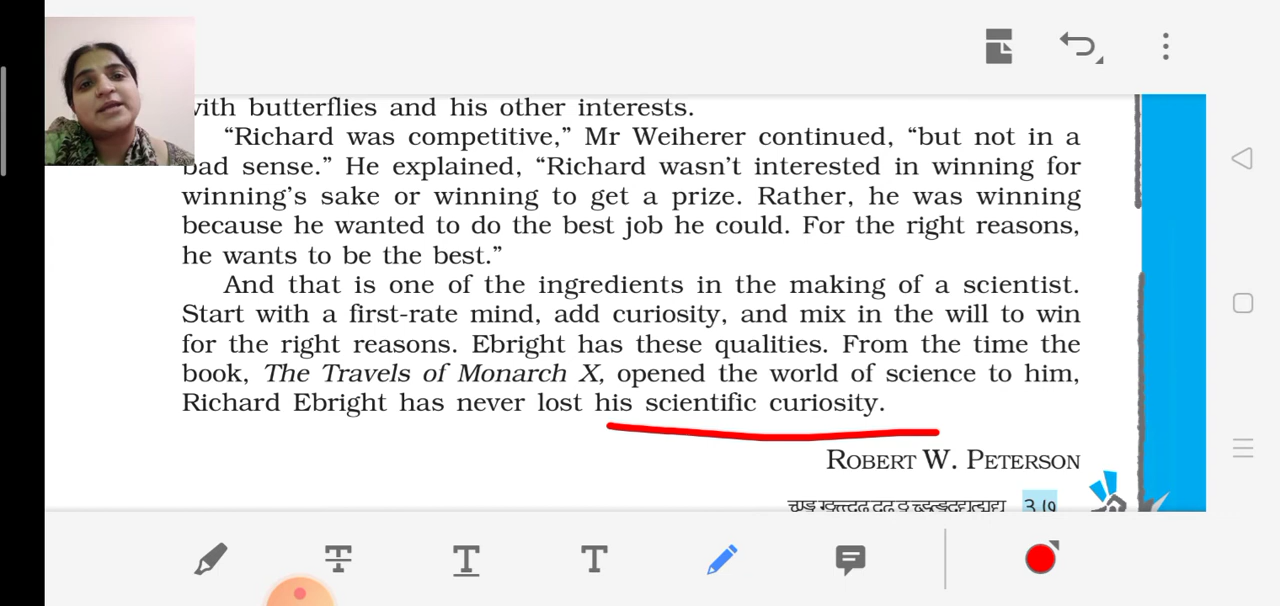 with butterflies and his other interests.
“Richard was competitive,” Mr Weiherer continued, “but not in a
bad sense.” He explained, “Richard wasn’t interested in winning for
winning’s sake or winning to get a prize. Rather, he was winning
because he wanted to do the best job he could. For the right reasons,
he wants to be the best.”
And that is one of the ingredients in the making of a scientist.
Start with a first-rate mind, add curiosity, and mix in the will to win
for the right reasons. Ebright has these qualities. From the time the
book, The Travels of Monarch X, opened the world of science to him,
Richard Ebright has never lost his scientific curiosity.
ROBERT W. PETERSON